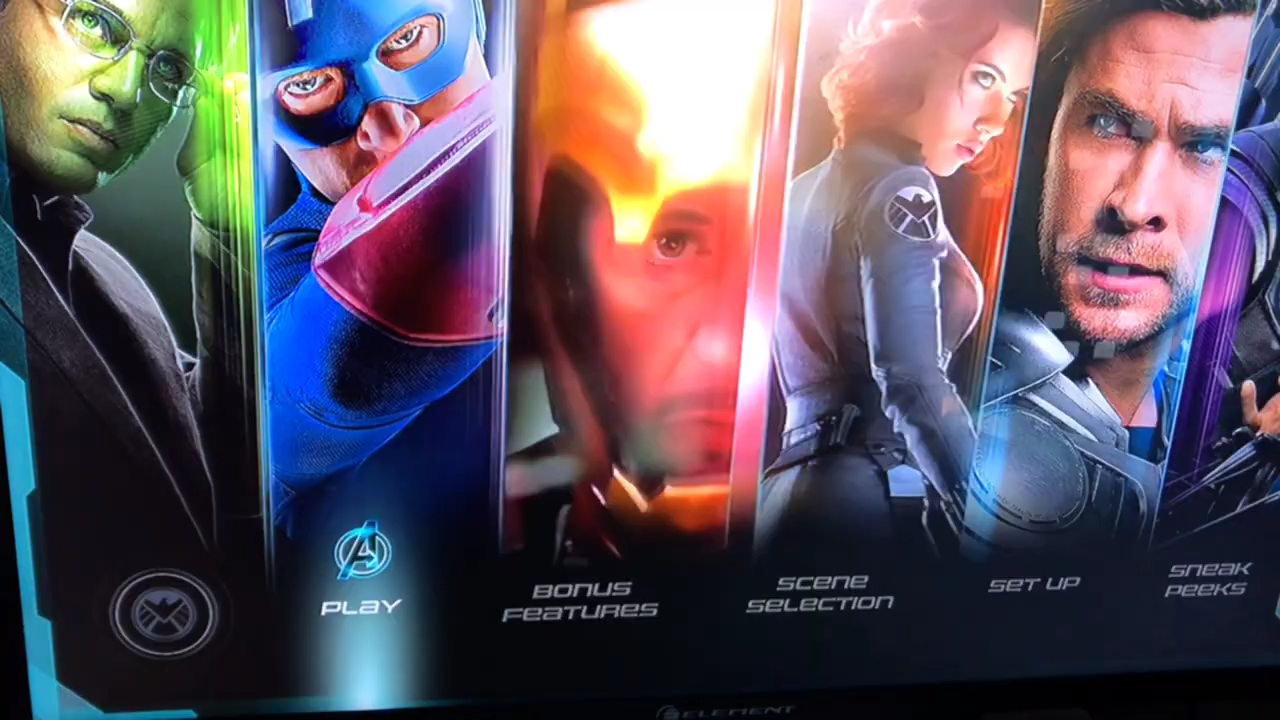 PLAY
BONUS
FEATURES
SCENE
SELECTION
SET UP
SNEAK
PEEKS
ELEMENT